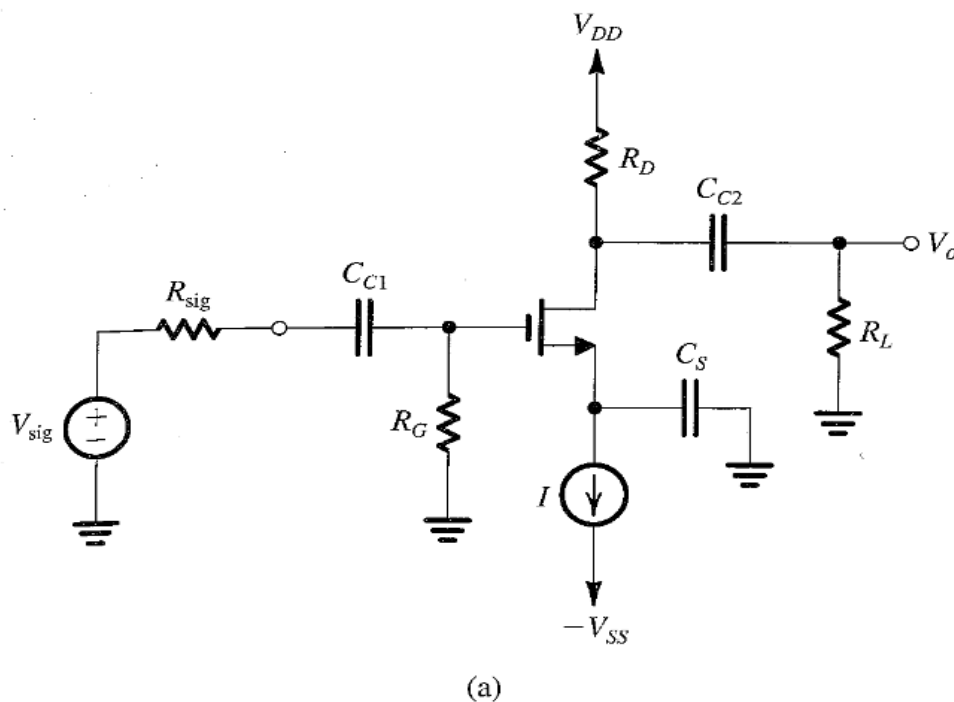 V_DD
R_D
C_C2
V_o
C_C1
R_sig
R_L
C_S
R_G
V_sig
+
−
I
−V_SS
(a)